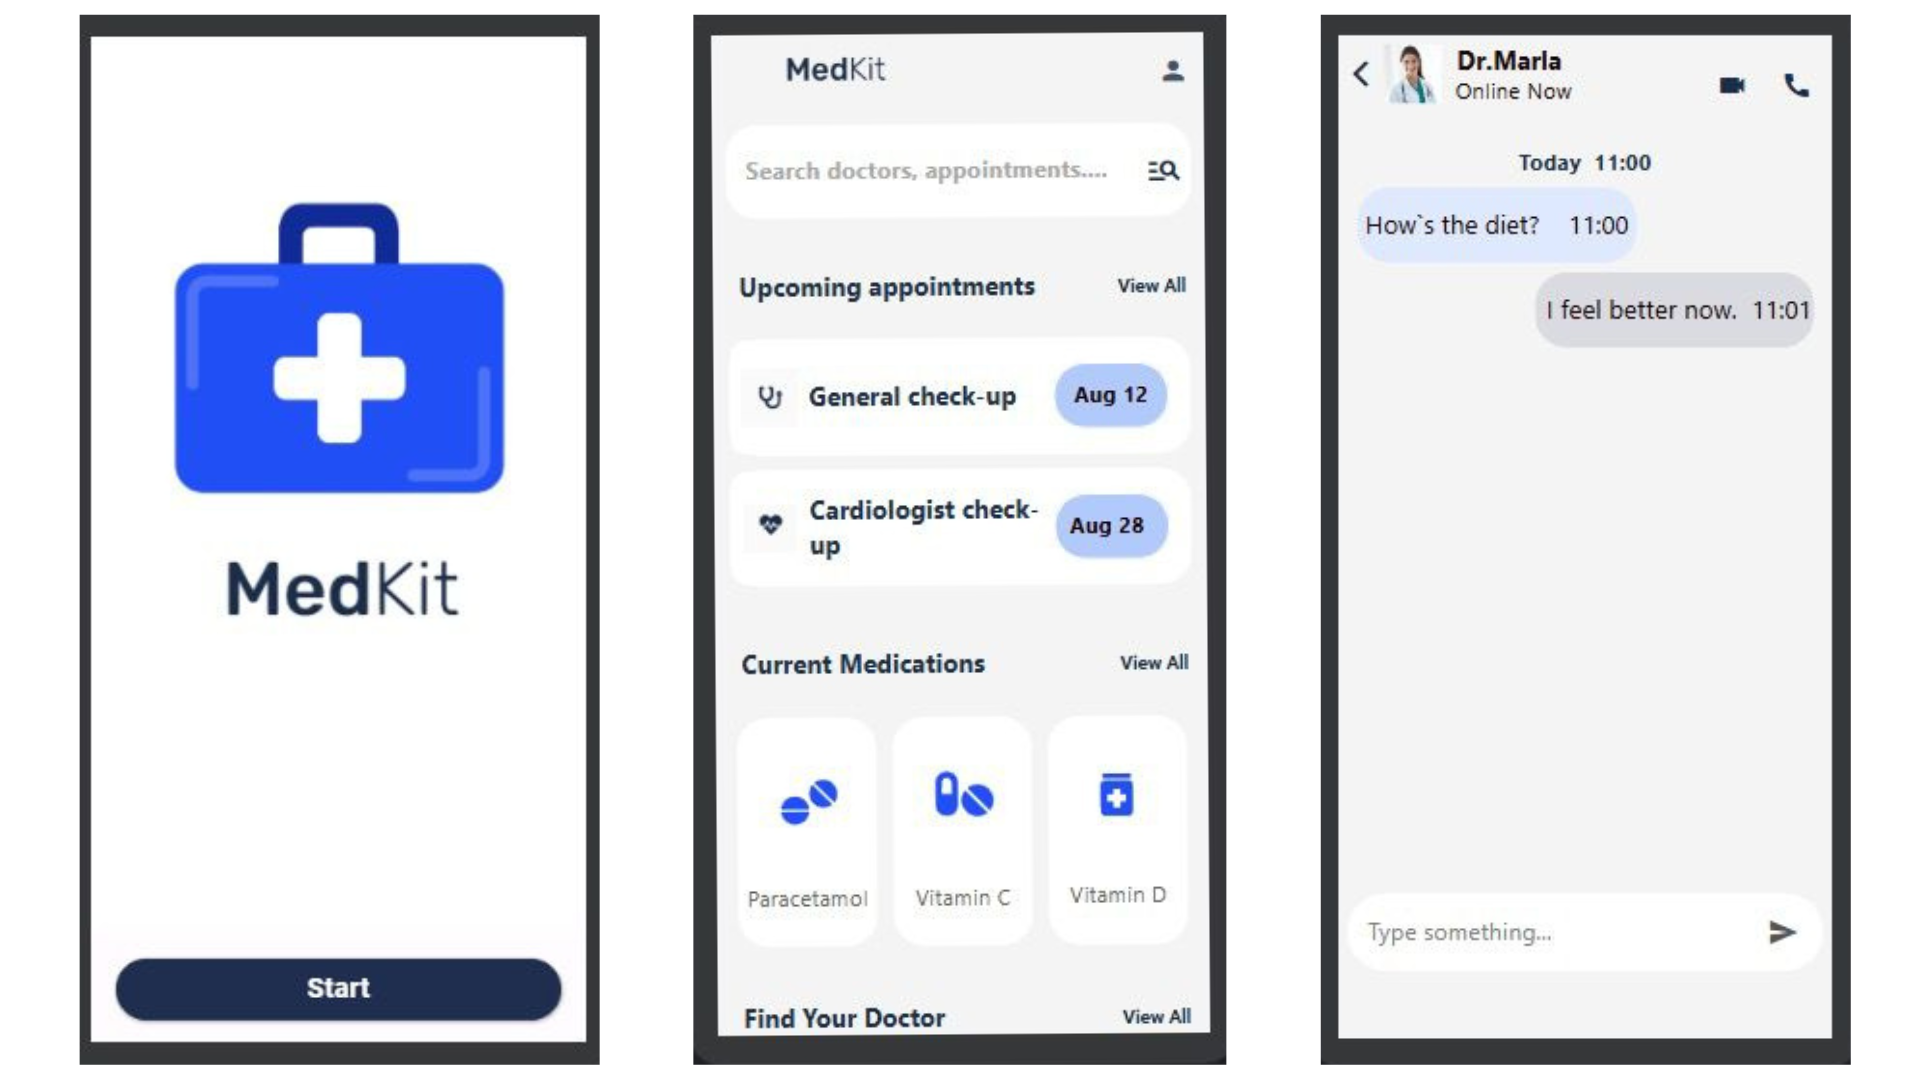 MedKit
Start
MedKit
Search doctors, appointments....
Upcoming appointments View All
General check-up Aug 12
Cardiologist check-
up
Aug 28
Current Medications View All
Paracetamol Vitamin C Vitamin D
Find Your Doctor View All
Dr.Marla
Online Now
Today 11:00
How`s the diet? 11:00
I feel better now. 11:01
Type something...